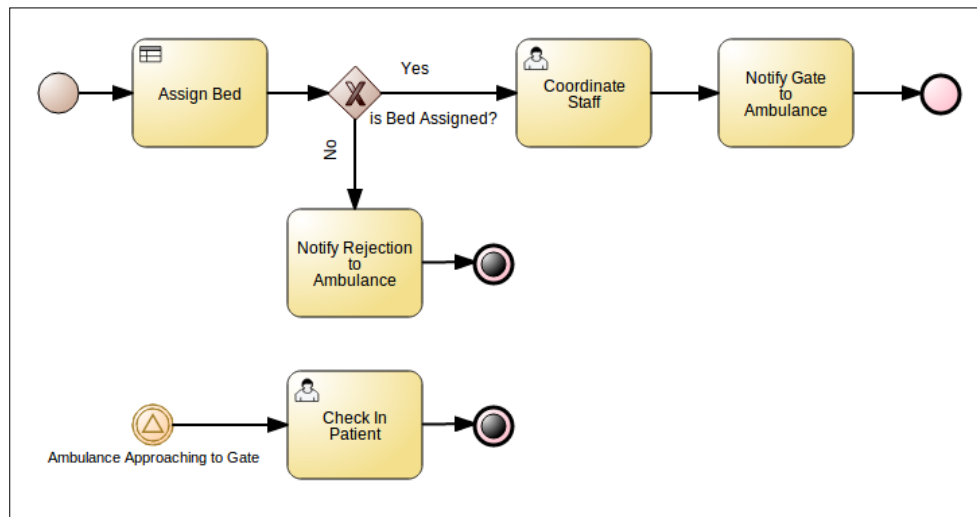 Assign Bed
Yes
is Bed Assigned?
No
Coordinate
Staff
Notify Gate
to
Ambulance
Notify Rejection
to
Ambulance
Ambulance Approaching to Gate
Check In
Patient